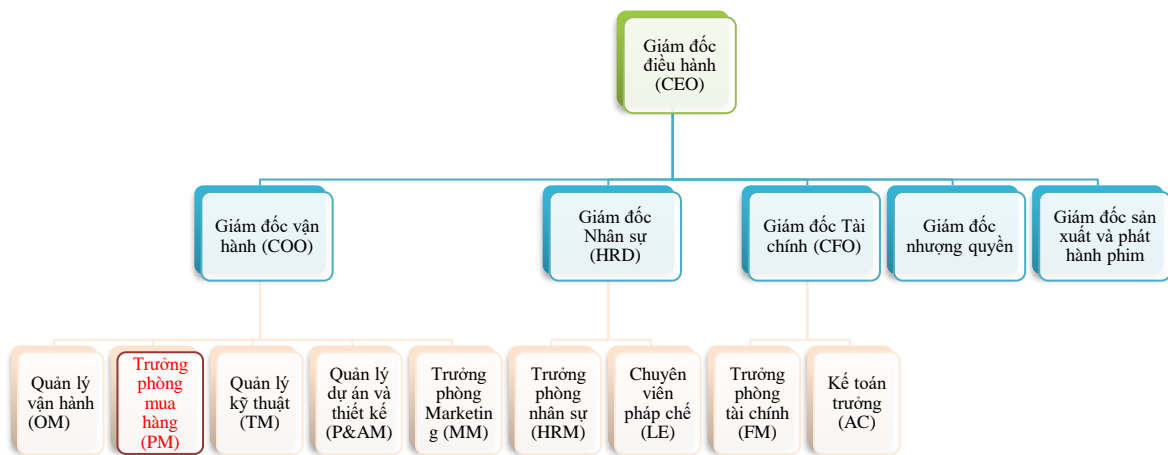 Giám đốc
điều hành
(CEO)
Giám đốc vận
hành (COO)
Giám đốc
Nhân sự
(HRD)
Giám đốc Tài
chính (CFO)
Giám đốc
nhượng quyền
Giám đốc sản
xuất và phát
hành phim
Quản lý
vận hành
(OM)
Trưởng
phòng
mua
hàng
(PM)
Quản lý
kỹ thuật
(TM)
Quản lý
dự án và
thiết kế
(P&AM)
Trưởng
phòng
Marketin
g (MM)
Trưởng
phòng
nhân sự
(HRM)
Chuyên
viên
pháp chế
(LE)
Trưởng
phòng
tài chính
(FM)
Kế toán
trưởng
(AC)